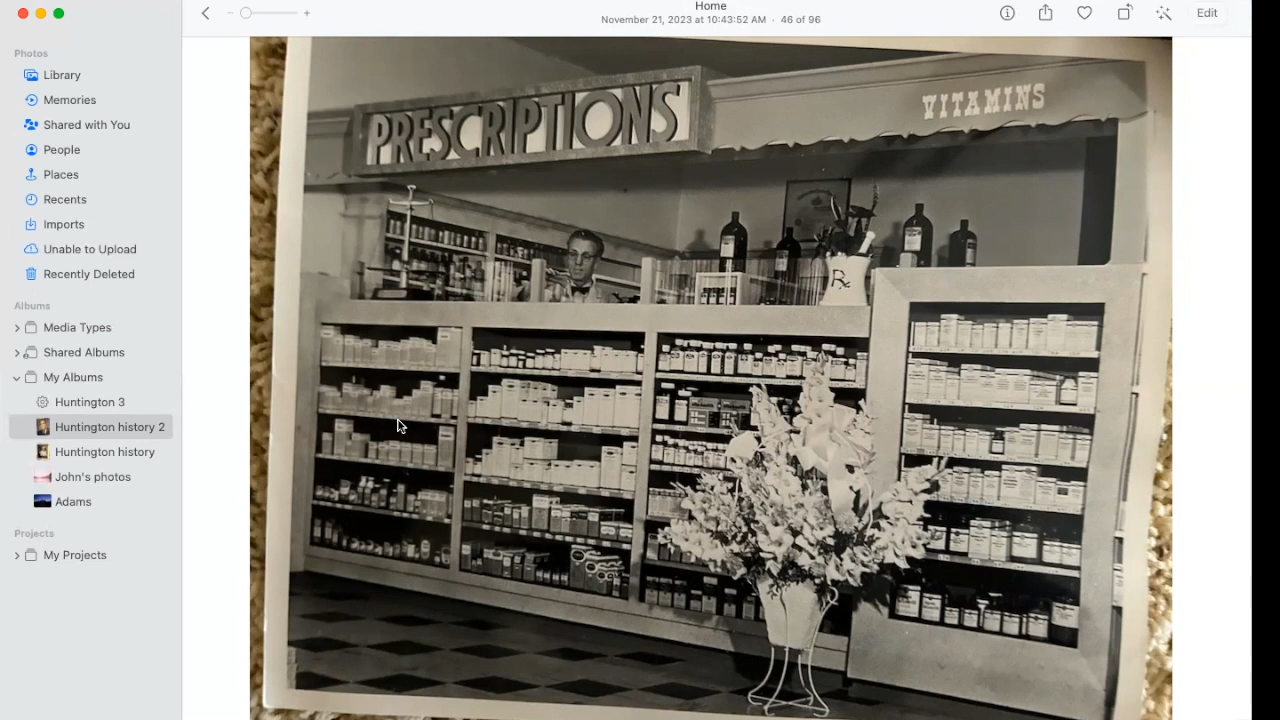 Home
November 21, 2023 at 10:43:52 AM · 46 of 96
Edit
Photos
Library
Memories
Shared with You
People
Places
Recents
Imports
Unable to Upload
Recently Deleted
Albums
Media Types
Shared Albums
My Albums
Huntington 3
Huntington history 2
Huntington history
John's photos
Adams
Projects
My Projects
PRESCRIPTIONS
VITAMINS
Rx